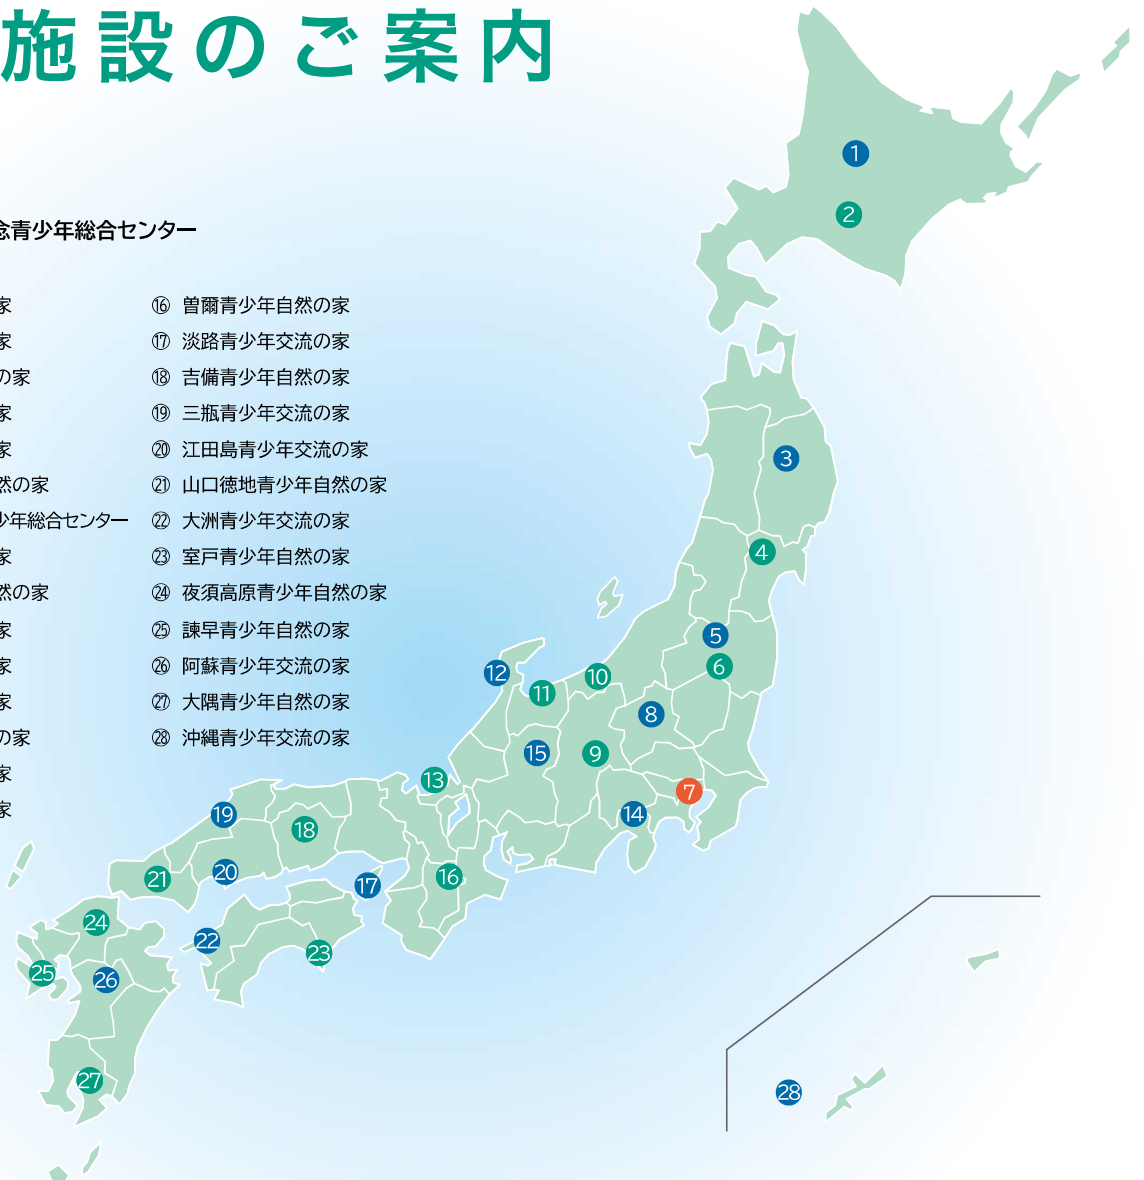 施設のご案内
念青少年総合センター
家
家
の家
家
家
然の家
少年総合センター
家
然の家
家
家
家
の家
家
家
⑯ 曽爾青少年自然の家
⑰ 淡路青少年交流の家
⑱ 吉備青少年自然の家
⑲ 三瓶青少年交流の家
⑳ 江田島青少年交流の家
㉑ 山口徳地青少年自然の家
㉒ 大洲青少年交流の家
㉓ 室戸青少年自然の家
㉔ 夜須高原青少年自然の家
㉕ 諫早青少年自然の家
㉖ 阿蘇青少年交流の家
㉗ 大隅青少年自然の家
㉘ 沖縄青少年交流の家
1
2
3
4
5
6
12
10
11
8
15
9
13
7
14
19
18
20
16
21
17
24
22
23
25
26
27
28